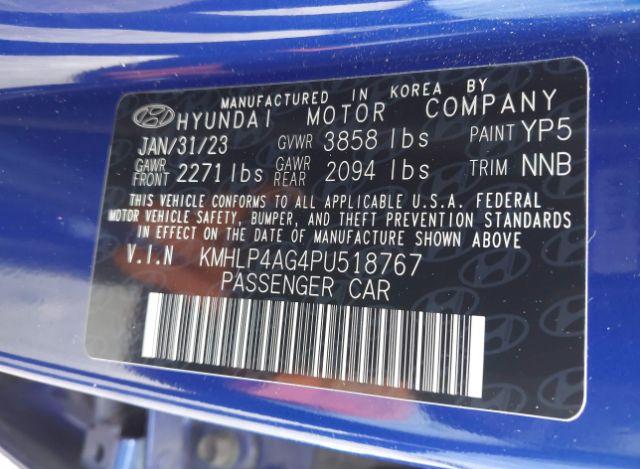 MANUFACTURED IN KOREA BY
HYUNDAI MOTOR COMPANY
JAN/31/23 GVWR 3858 lbs PAINT YP5
GAWR FRONT 2271 lbs GAWR REAR 2094 lbs TRIM NNB
THIS VEHICLE CONFORMS TO ALL APPLICABLE U.S.A. FEDERAL
MOTOR VEHICLE SAFETY, BUMPER, AND THEFT PREVENTION STANDARDS
IN EFFECT ON THE DATE OF MANUFACTURE SHOWN ABOVE
V.I.N KMHLP4AG4PU518767
PASSENGER CAR